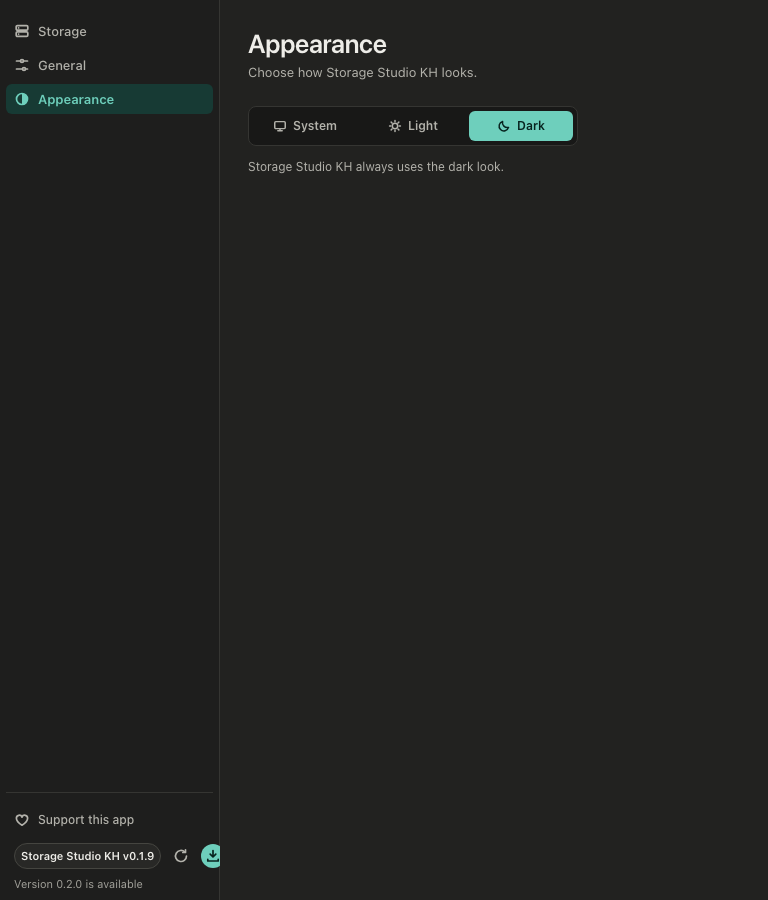 Storage
General
Appearance
Appearance
Choose how Storage Studio KH looks.
System
Light
Dark
Storage Studio KH always uses the dark look.
Support this app
Storage Studio KH v0.1.9
Version 0.2.0 is available